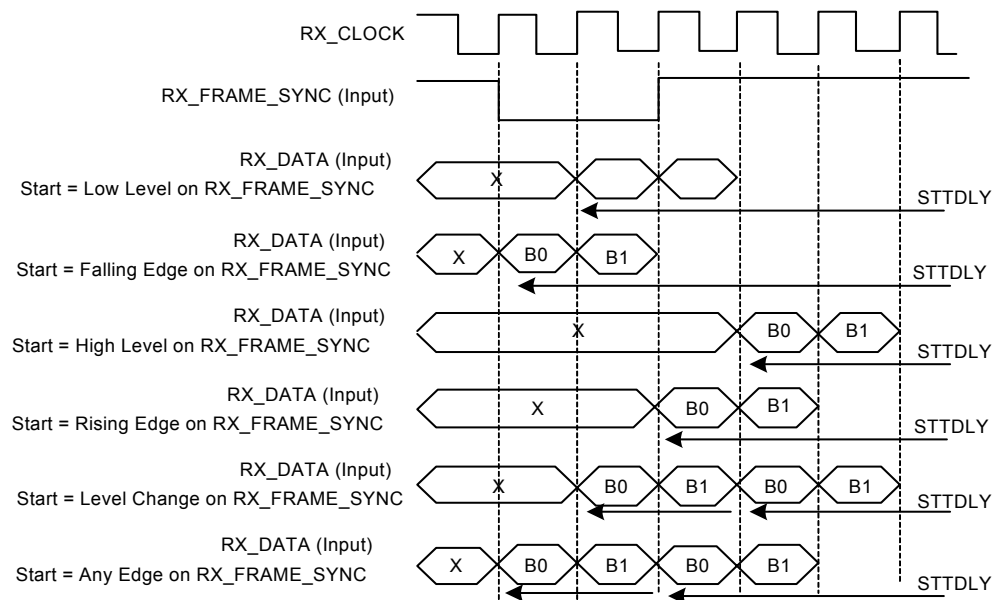 RX_CLOCK
RX_FRAME_SYNC (Input)
RX_DATA (Input)
Start = Low Level on RX_FRAME_SYNC
X
STTDLY
RX_DATA (Input)
Start = Falling Edge on RX_FRAME_SYNC
X B0 B1
STTDLY
RX_DATA (Input)
Start = High Level on RX_FRAME_SYNC
X B0 B1
STTDLY
RX_DATA (Input)
Start = Rising Edge on RX_FRAME_SYNC
X B0 B1
STTDLY
RX_DATA (Input)
Start = Level Change on RX_FRAME_SYNC
X B0 B1 B0 B1
STTDLY
RX_DATA (Input)
Start = Any Edge on RX_FRAME_SYNC
X B0 B1 B0 B1
STTDLY